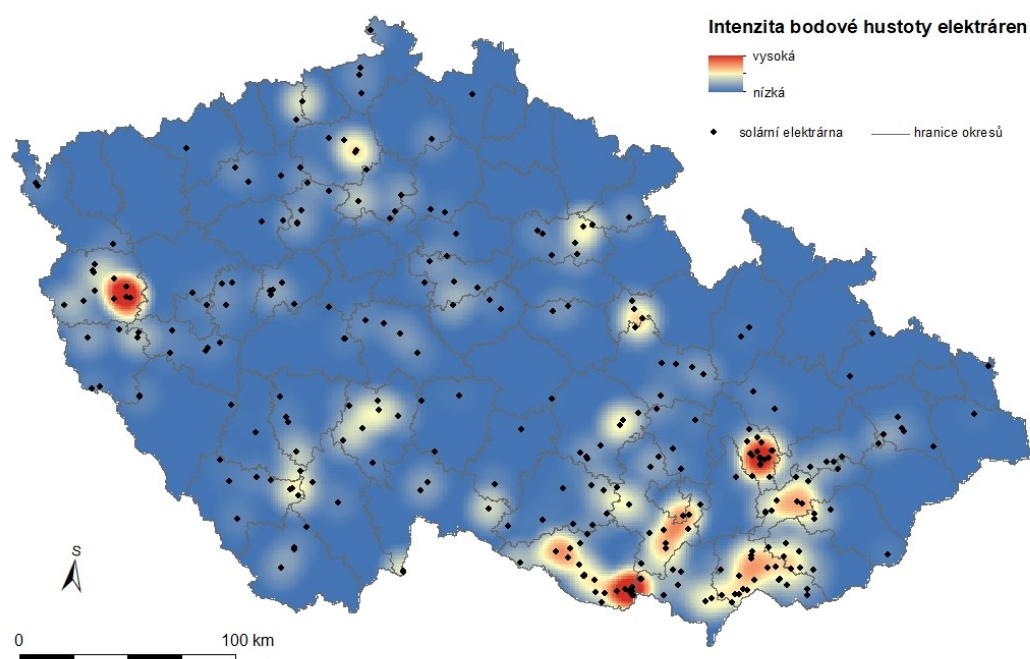 Intenzita bodové hustoty elektráren
vysoká
nízká
solární elektrárna
hranice okresů
S
0
100 km